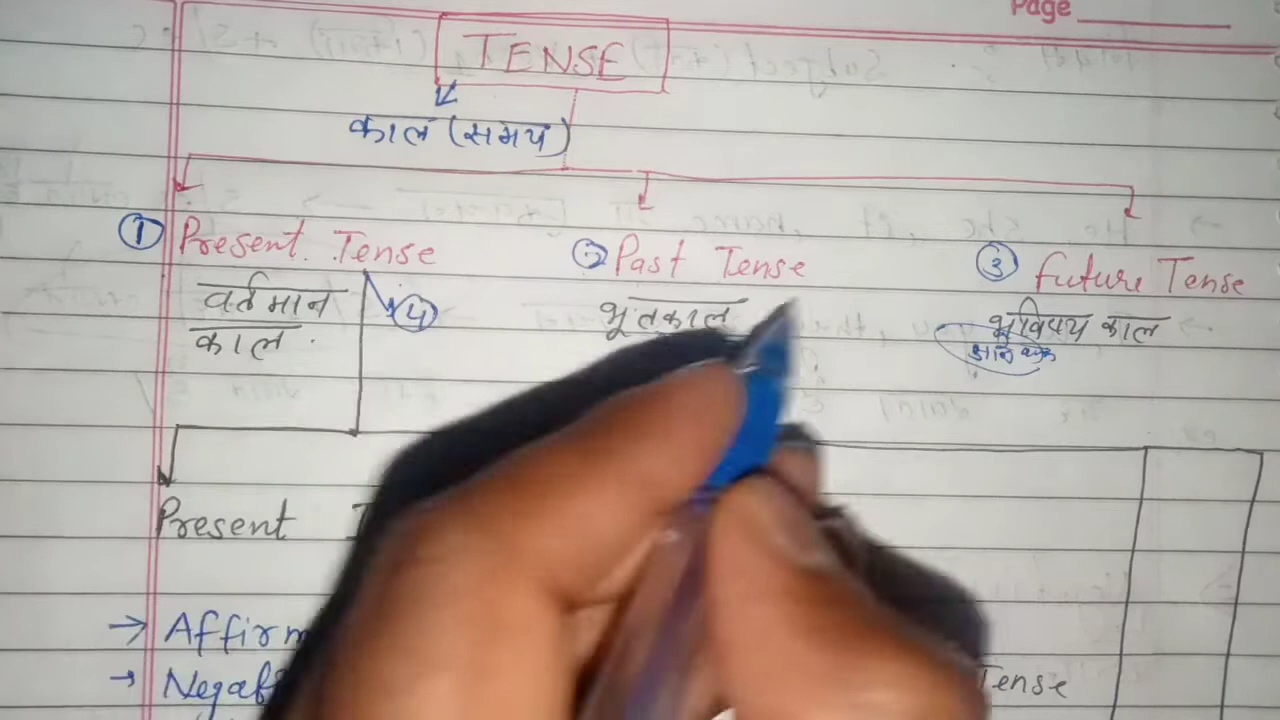 Page
TENSE
काल (समय)
① Present Tense
② Past Tense
③ Future Tense
वर्तमान
काल
④
भूतकाल
भविषय काल
Present
→ Affirm
→ Negat
Tense